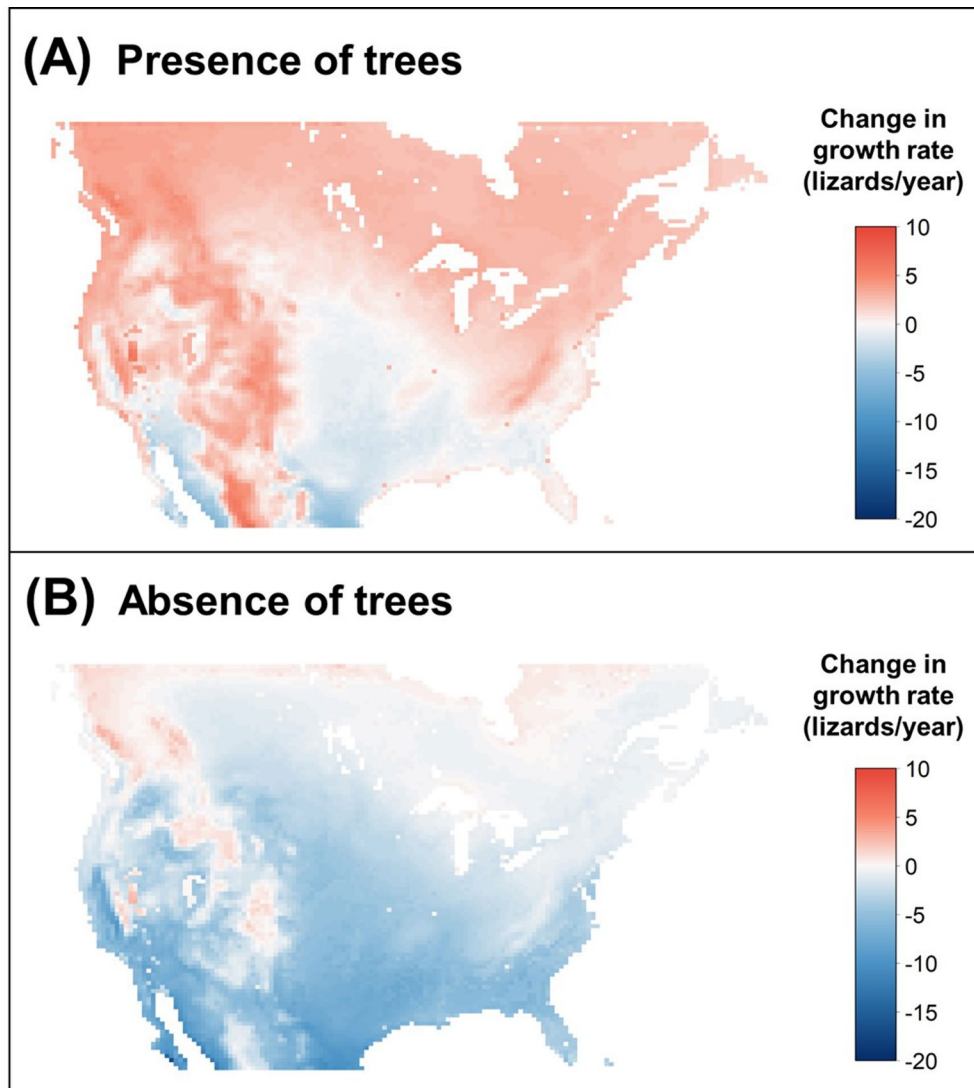 (A) Presence of trees
Change in
growth rate
(lizards/year)
10
5
0
-5
-10
-15
-20
(B) Absence of trees
Change in
growth rate
(lizards/year)
10
5
0
-5
-10
-15
-20